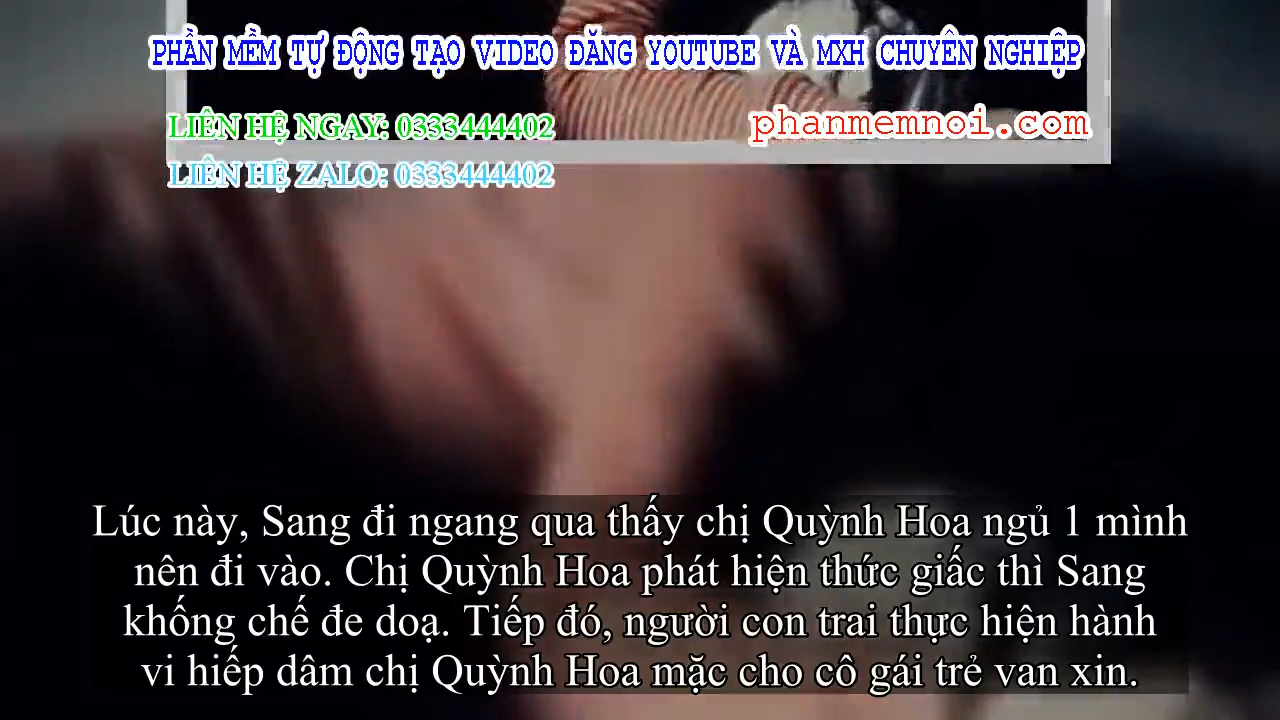 PHẦN MỀM TỰ ĐỘNG TẠO VIDEO ĐĂNG YOUTUBE VÀ MXH CHUYÊN NGHIỆP
LIÊN HỆ NGAY: 0333444402
phanmemnoi.com
LIÊN HỆ ZALO: 0333444402
Lúc này, Sang đi ngang qua thấy chị Quỳnh Hoa ngủ 1 mình
nên đi vào. Chị Quỳnh Hoa phát hiện thức giấc thì Sang
khống chế đe doạ. Tiếp đó, người con trai thực hiện hành
vi hiếp dâm chị Quỳnh Hoa mặc cho cô gái trẻ van xin.